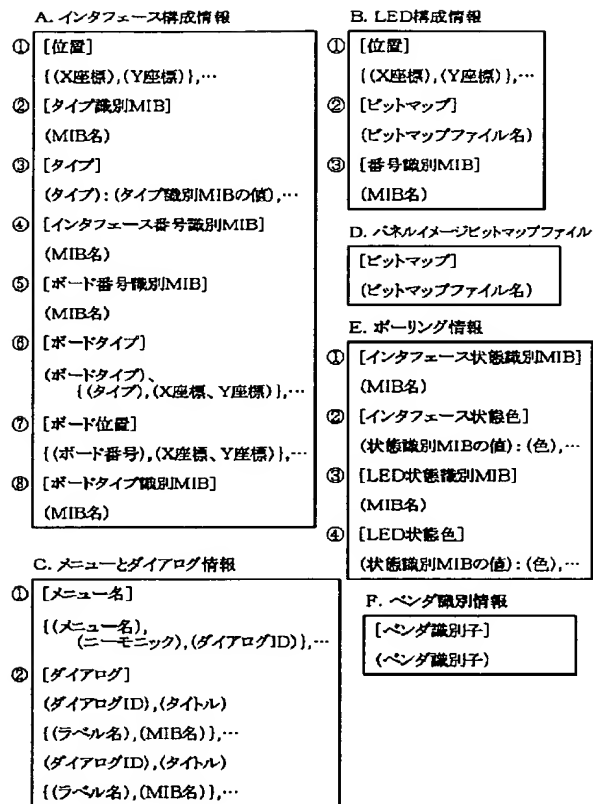 A. インタフェース構成情報
① [位置]
{(X座標),(Y座標)},…
② [タイプ識別MIB]
(MIB名)
③ [タイプ]
(タイプ):(タイプ識別MIBの値),…
④ [インタフェース番号識別MIB]
(MIB名)
⑤ [ボード番号識別MIB]
(MIB名)
⑥ [ボードタイプ]
(ボードタイプ)、
{(タイプ),(X座標、Y座標)},…
⑦ [ボード位置]
{(ボード番号),(X座標、Y座標)},…
⑧ [ボードタイプ識別MIB]
(MIB名)
B. LED構成情報
① [位置]
{(X座標),(Y座標)},…
② [ビットマップ]
(ビットマップファイル名)
③ [番号識別MIB]
(MIB名)
C. メニューとダイアログ情報
① [メニュー名]
{(メニュー名),
(ニーモニック),(ダイアログID)},…
② [ダイアログ]
(ダイアログID),(タイトル)
{(ラベル名),(MIB名)},…
(ダイアログID),(タイトル)
{(ラベル名),(MIB名)},…
D. パネルイメージビットマップファイル
[ビットマップ]
(ビットマップファイル名)
E. ポーリング情報
① [インタフェース状態識別MIB]
(MIB名)
② [インタフェース状態色]
(状態識別MIBの値):(色),…
③ [LED状態識別MIB]
(MIB名)
④ [LED状態色]
(状態識別MIBの値):(色),…
F. ベンダ識別情報
[ベンダ識別子]
(ベンダ識別子)